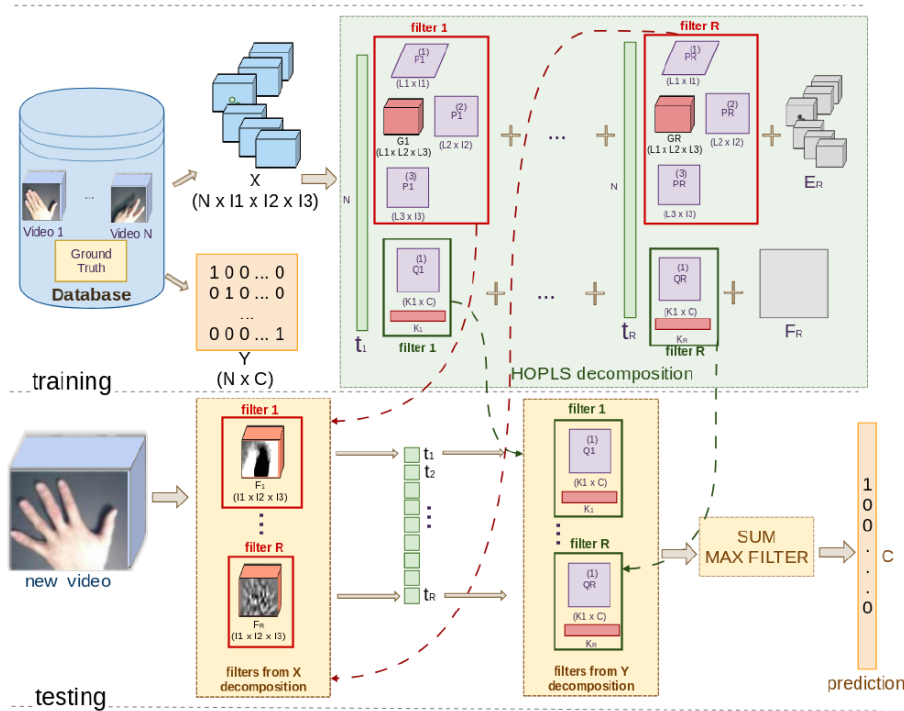 filter 1
(1)
P1
(L1 x I1)
G1
(L1 x L2 x L3)
(2)
P1
(L2 x I2)
(3)
P1
(L3 x I3)
N
...
filter R
(1)
PR
(L1 x I1)
GR
(L1 x L2 x L3)
(2)
PR
(L2 x I2)
(3)
PR
(L3 x I3)
N
ER
X
(N x I1 x I2 x I3)
Video 1
...
Video N
Ground
Truth
Database
1 0 0 ... 0
0 1 0 ... 0
...
0 0 0 ... 1
Y
(N x C)
(1)
Q1
(K1 x C)
K1
filter 1
t1
...
(1)
QR
(K1 x C)
KR
filter R
tR
FR
HOPLS decomposition
training
new video
filter 1
F1
(I1 x I2 x I3)
...
filter R
FR
(I1 x I2 x I3)
filters from X
decomposition
t1
t2
...
tR
filter 1
(1)
Q1
(K1 x C)
K1
...
filter R
(1)
QR
(K1 x C)
KR
filters from Y
decomposition
SUM
MAX FILTER
1 0 0 . . . 0
C
prediction
testing